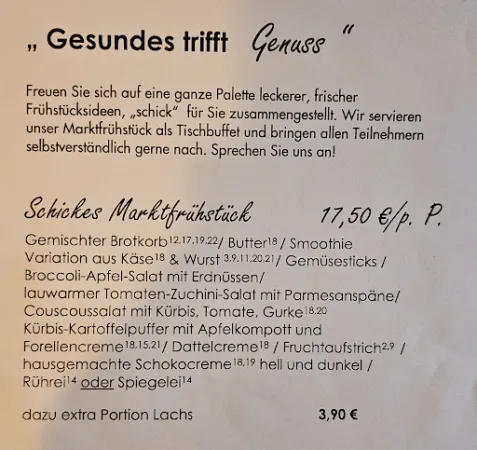 „ Gesundes trifft Genuss “
Freuen Sie sich auf eine ganze Palette leckerer, frischer
Frühstücksideen, „schick“ für Sie zusammengestellt. Wir servieren
unser Marktfrühstück als Tischbuffet und bringen allen Teilnehmern
selbstverständlich gerne nach. Sprechen Sie uns an!
Schickes Marktfrühstück 17,50 €/p. P.
Gemischter Brotkorb12,17,19,22/ Butter18 / Smoothie
Variation aus Käse18 & Wurst 3,9,11,20,21/ Gemüsesticks /
Broccoli-Apfel-Salat mit Erdnüssen/
lauwarmer Tomaten-Zuchini-Salat mit Parmesanspäne/
Couscoussalat mit Kürbis, Tomate, Gurke18,20
Kürbis-Kartoffelpuffer mit Apfelkompott und
Forellencreme18,15,21/ Dattelcreme18 / Fruchtaufstrich2,9 /
hausgemachte Schokocreme18,19 hell und dunkel /
Rührei14 oder Spiegelei14
dazu extra Portion Lachs 3,90 €